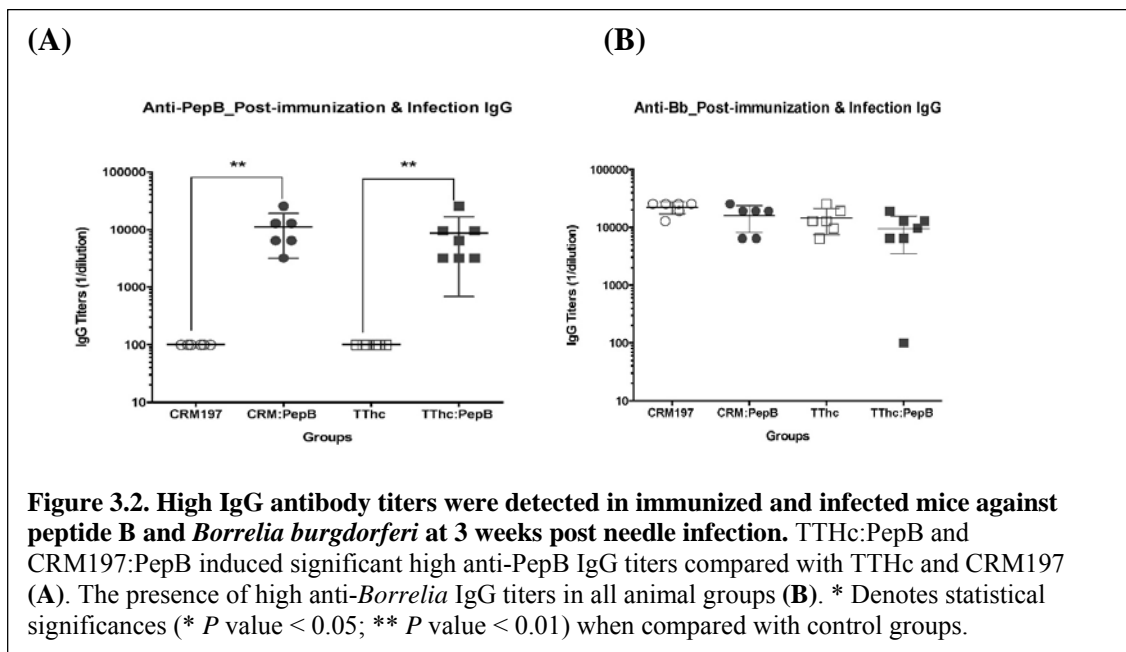 (A)
(B)
Anti-PepB_Post-immunization & Infection IgG
**
**
IgG Titers (1/dilution)
100000
10000
1000
100
10
CRM197 CRM:PepB TThc TThc:PepB
Groups
Anti-Bb_Post-immunization & Infection IgG
IgG Titers (1/dilution)
100000
10000
1000
100
10
CRM197 CRM:PepB TThc TThc:PepB
Groups
Figure 3.2. High IgG antibody titers were detected in immunized and infected mice against
peptide B and Borrelia burgdorferi at 3 weeks post needle infection. TTHc:PepB and
CRM197:PepB induced significant high anti-PepB IgG titers compared with TTHc and CRM197
(A). The presence of high anti-Borrelia IgG titers in all animal groups (B). * Denotes statistical
significances (* P value < 0.05; ** P value < 0.01) when compared with control groups.